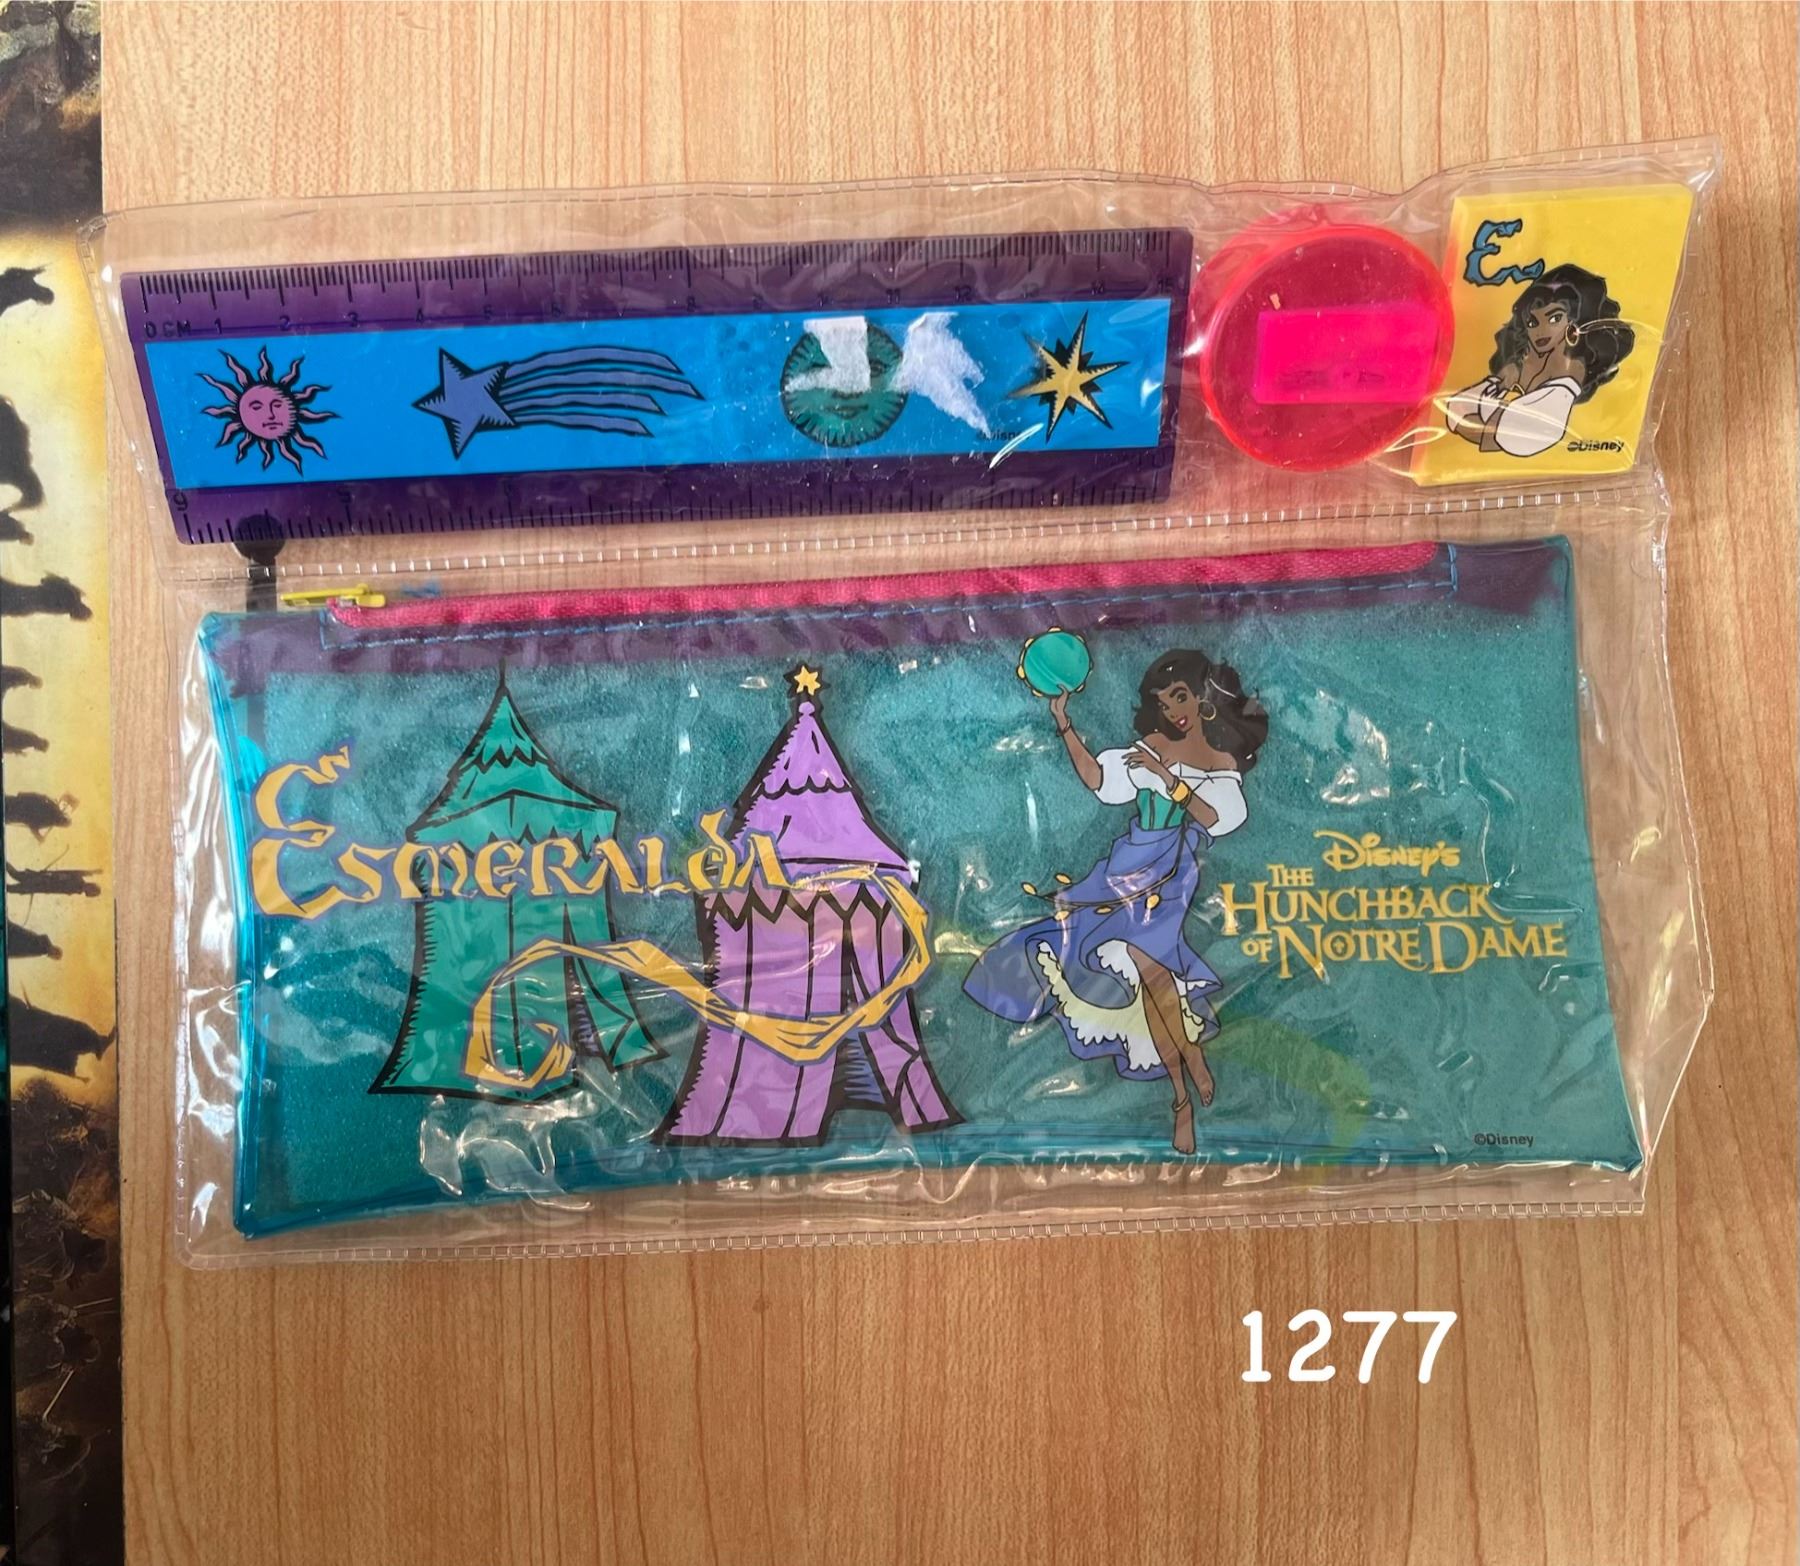 0 CM 1 2 3 4 5 6 7 8 9 10 11 12 13 14 15
©Disney
E
©Disney
ESMERALDA
DISNEY'S
THE
HUNCHBACK
OF NOTRE DAME
©Disney
1277